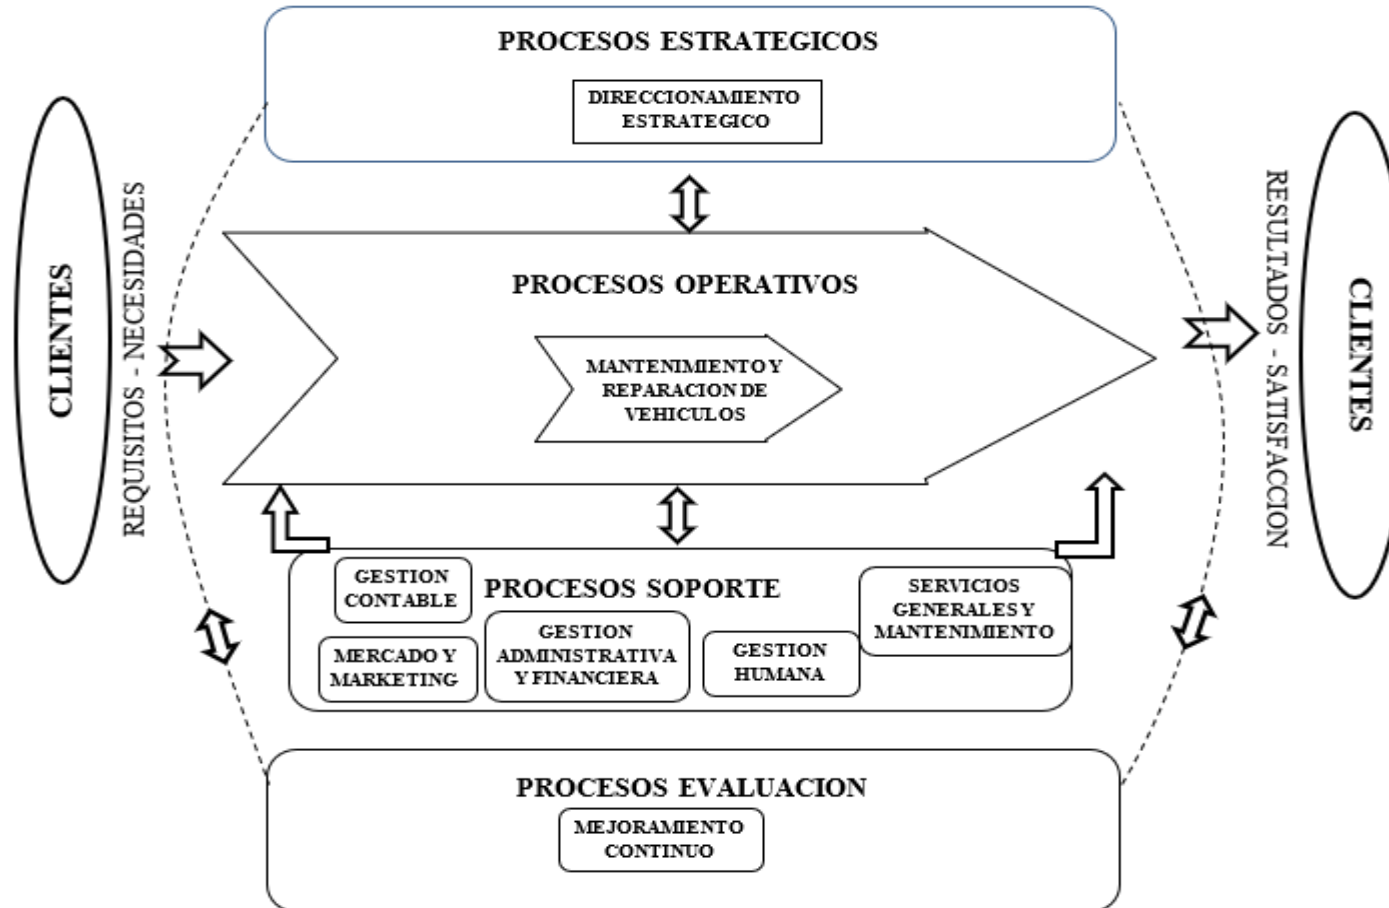 PROCESOS ESTRATEGICOS
DIRECCIONAMIENTO
ESTRATEGICO
CLIENTES
REQUISITOS - NECESIDADES
PROCESOS OPERATIVOS
MANTENIMIENTO Y
REPARACION DE
VEHICULOS
RESULTADOS - SATISFACCION
CLIENTES
PROCESOS SOPORTE
GESTION
CONTABLE
MERCADO Y
MARKETING
GESTION
ADMINISTRATIVA
Y FINANCIERA
GESTION
HUMANA
SERVICIOS
GENERALES Y
MANTENIMIENTO
PROCESOS EVALUACION
MEJORAMIENTO
CONTINUO